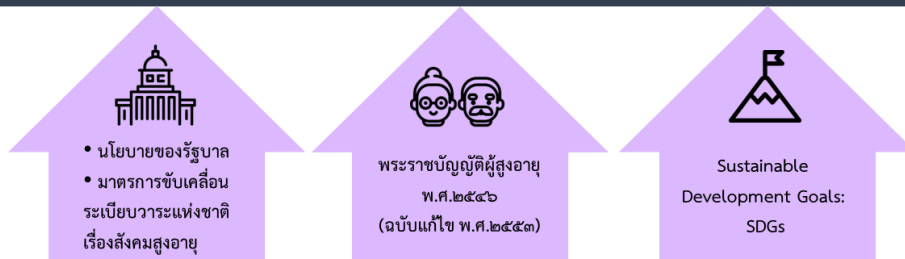 • นโยบายของรัฐบาล
• มาตรการขับเคลื่อน
ระเบียบวาระแห่งชาติ
เรื่องสังคมสูงอายุ
พระราชบัญญัติผู้สูงอายุ
พ.ศ.๒๕๔๖
(ฉบับแก้ไข พ.ศ.๒๕๕๓)
Sustainable
Development Goals:
SDGs